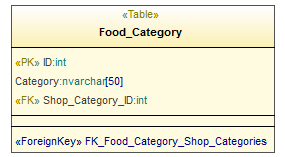 «Table»
Food_Category
«PK» ID:int
Category:nvarchar[50]
«FK» Shop_Category_ID:int
«ForeignKey» FK_Food_Category_Shop_Categories